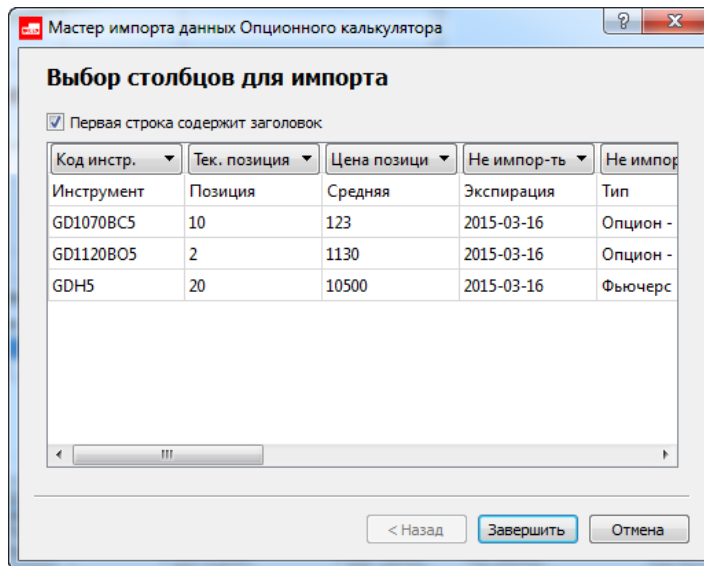 Мастер импорта данных Опционного калькулятора
Выбор столбцов для импорта
Первая строка содержит заголовок
Код инстр. Тек. позиция Цена позици Не импор-ть Не импор
Инструмент Позиция Средняя Экспирация Тип
GD1070BC5 10 123 2015-03-16 Опцион -
GD1120BO5 2 1130 2015-03-16 Опцион -
GDH5 20 10500 2015-03-16 Фьючерс
< Назад Завершить Отмена